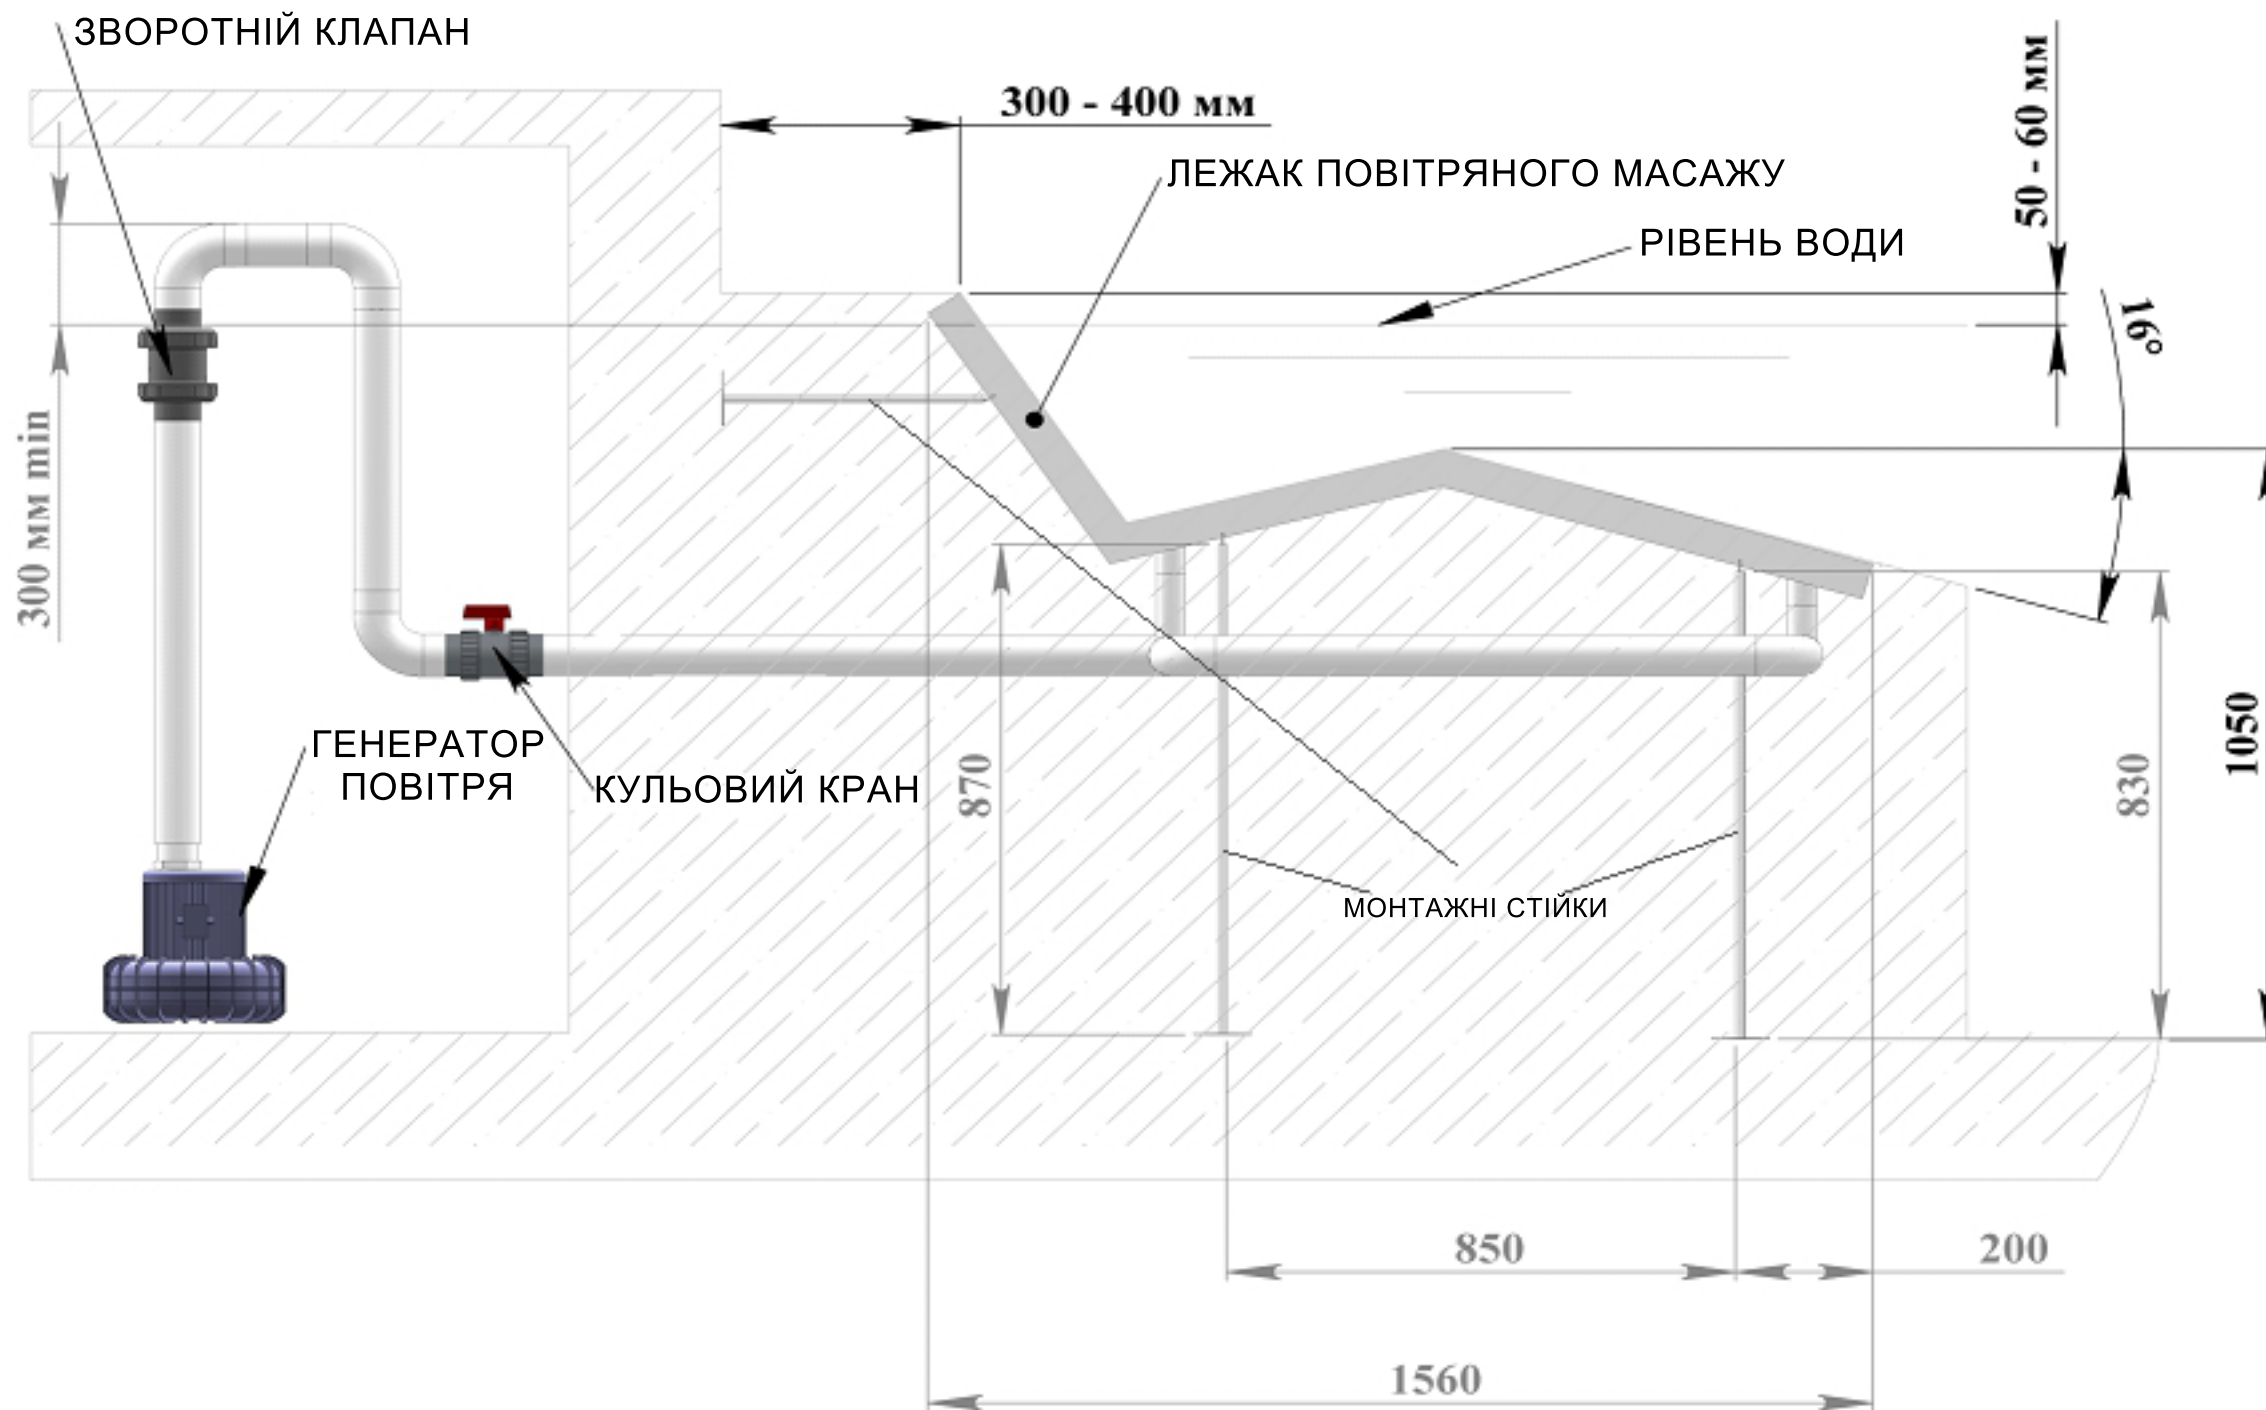 ЗВОРОТНІЙ КЛАПАН
300 - 400 мм
50 - 60 мм
ЛЕЖАК ПОВІТРЯНОГО МАСАЖУ
РІВЕНЬ ВОДИ
16°
300 мм min
ГЕНЕРАТОР
ПОВІТРЯ
КУЛЬОВИЙ КРАН
870
1050
830
МОНТАЖНІ СТІЙКИ
850
200
1560